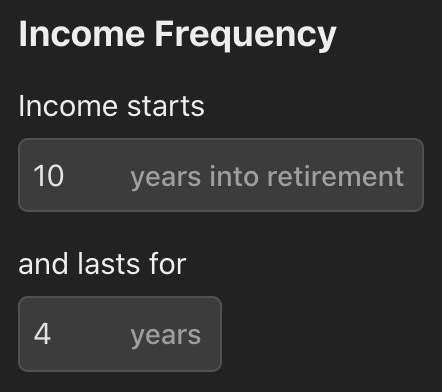 Income Frequency
Income starts
10 years into retirement
and lasts for
4 years